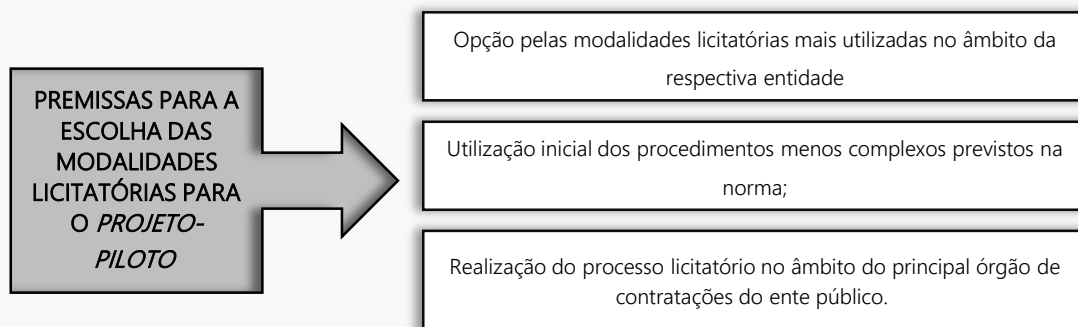 PREMISSAS PARA A
ESCOLHA DAS
MODALIDADES
LICITATÓRIAS PARA
O PROJETO-
PILOTO
Opção pelas modalidades licitatórias mais utilizadas no âmbito da
respectiva entidade
Utilização inicial dos procedimentos menos complexos previstos na
norma;
Realização do processo licitatório no âmbito do principal órgão de
contratações do ente público.